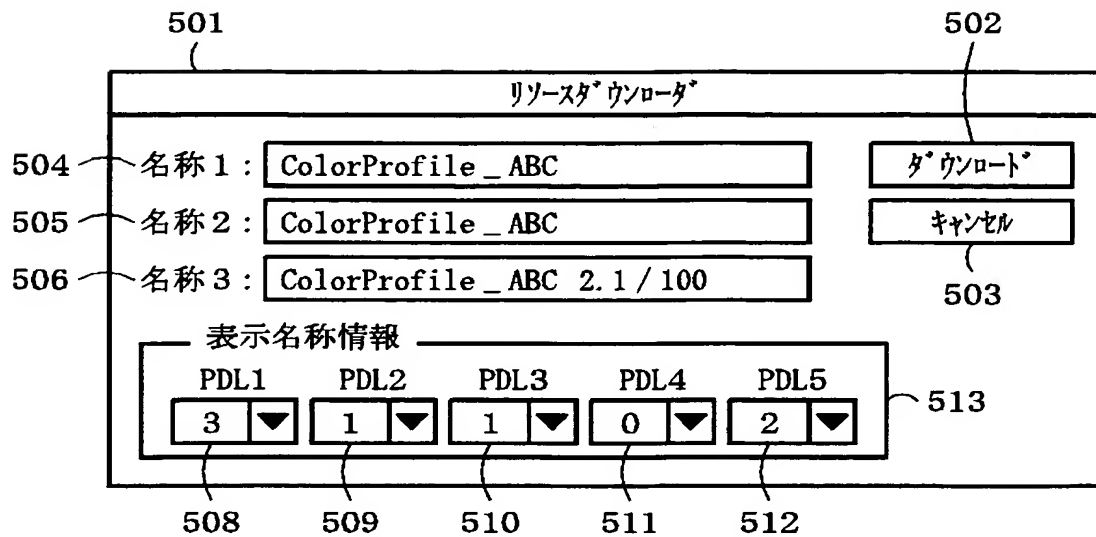 501 502
リソースダウンローダ
504 名称1: ColorProfile_ABC ダウンロード
505 名称2: ColorProfile_ABC キャンセル
506 名称3: ColorProfile_ABC 2.1/100
503
表示名称情報
PDL1 PDL2 PDL3 PDL4 PDL5
3 1 1 0 2
513
508 509 510 511 512